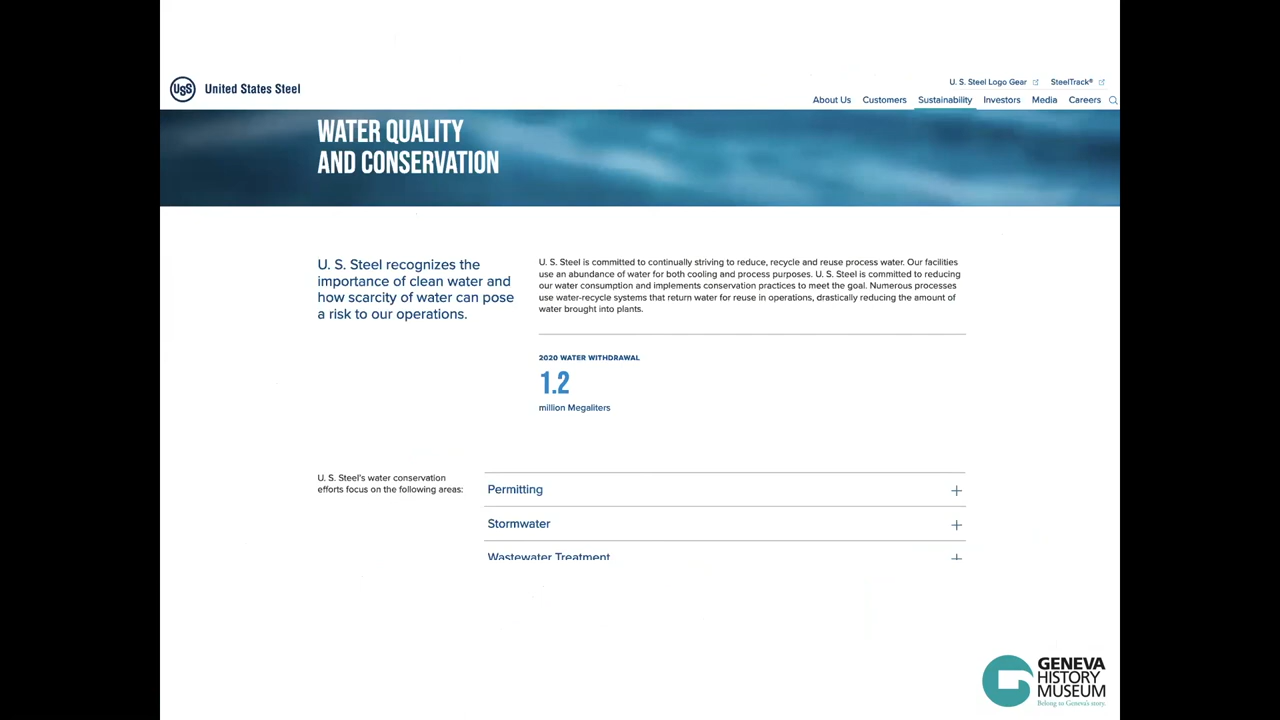 U. S. Steel Logo Gear
SteelTrack®
USS
United States Steel
About Us
Customers
Sustainability
Investors
Media
Careers
WATER QUALITY
AND CONSERVATION
U. S. Steel recognizes the
importance of clean water and
how scarcity of water can pose
a risk to our operations.
U. S. Steel is committed to continually striving to reduce, recycle and reuse process water. Our facilities
use an abundance of water for both cooling and process purposes. U. S. Steel is committed to reducing
our water consumption and implements conservation practices to meet the goal. Numerous processes
use water-recycle systems that return water for reuse in operations, drastically reducing the amount of
water brought into plants.
2020 WATER WITHDRAWAL
1.2
million Megaliters
U. S. Steel's water conservation
efforts focus on the following areas:
Permitting
Stormwater
Wastewater Treatment
GENEVA
HISTORY
MUSEUM
Belong to Geneva's story.